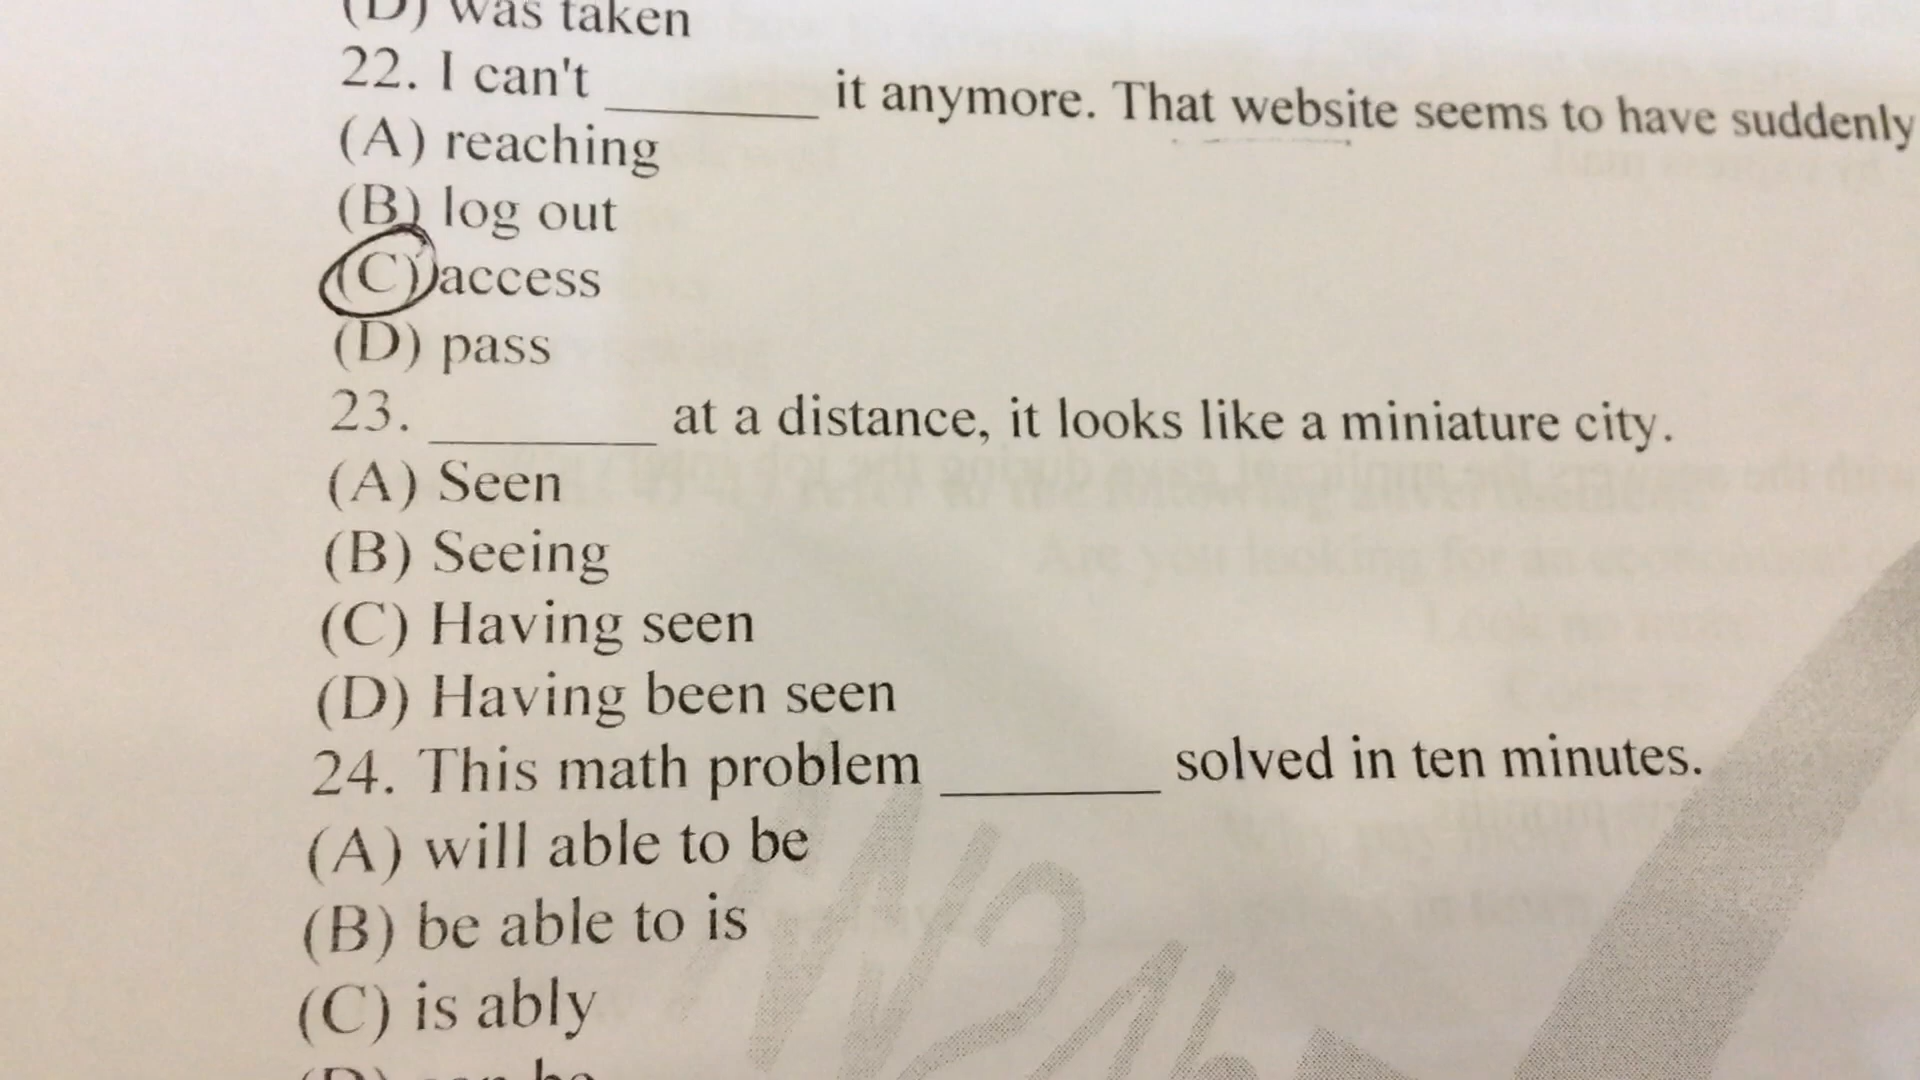 (D) was taken
22. I can't ________ it anymore. That website seems to have suddenly
(A) reaching
(B) log out
(C) access
(D) pass
23. ________ at a distance, it looks like a miniature city.
(A) Seen
(B) Seeing
(C) Having seen
(D) Having been seen
24. This math problem ________ solved in ten minutes.
(A) will able to be
(B) be able to is
(C) is ably
(D) can be